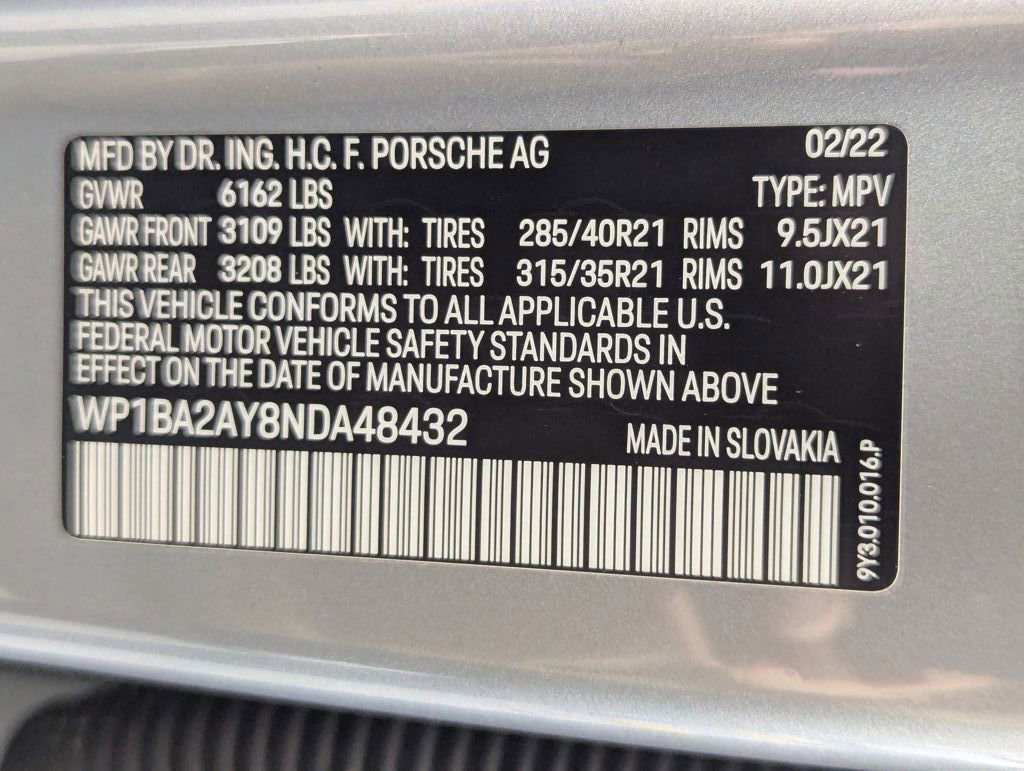 MFD BY DR. ING. H.C. F. PORSCHE AG 02/22
GVWR 6162 LBS TYPE: MPV
GAWR FRONT 3109 LBS WITH: TIRES 285/40R21 RIMS 9.5JX21
GAWR REAR 3208 LBS WITH: TIRES 315/35R21 RIMS 11.0JX21
THIS VEHICLE CONFORMS TO ALL APPLICABLE U.S.
FEDERAL MOTOR VEHICLE SAFETY STANDARDS IN
EFFECT ON THE DATE OF MANUFACTURE SHOWN ABOVE
WP1BA2AY8NDA48432 MADE IN SLOVAKIA
9Y3.010.016.P